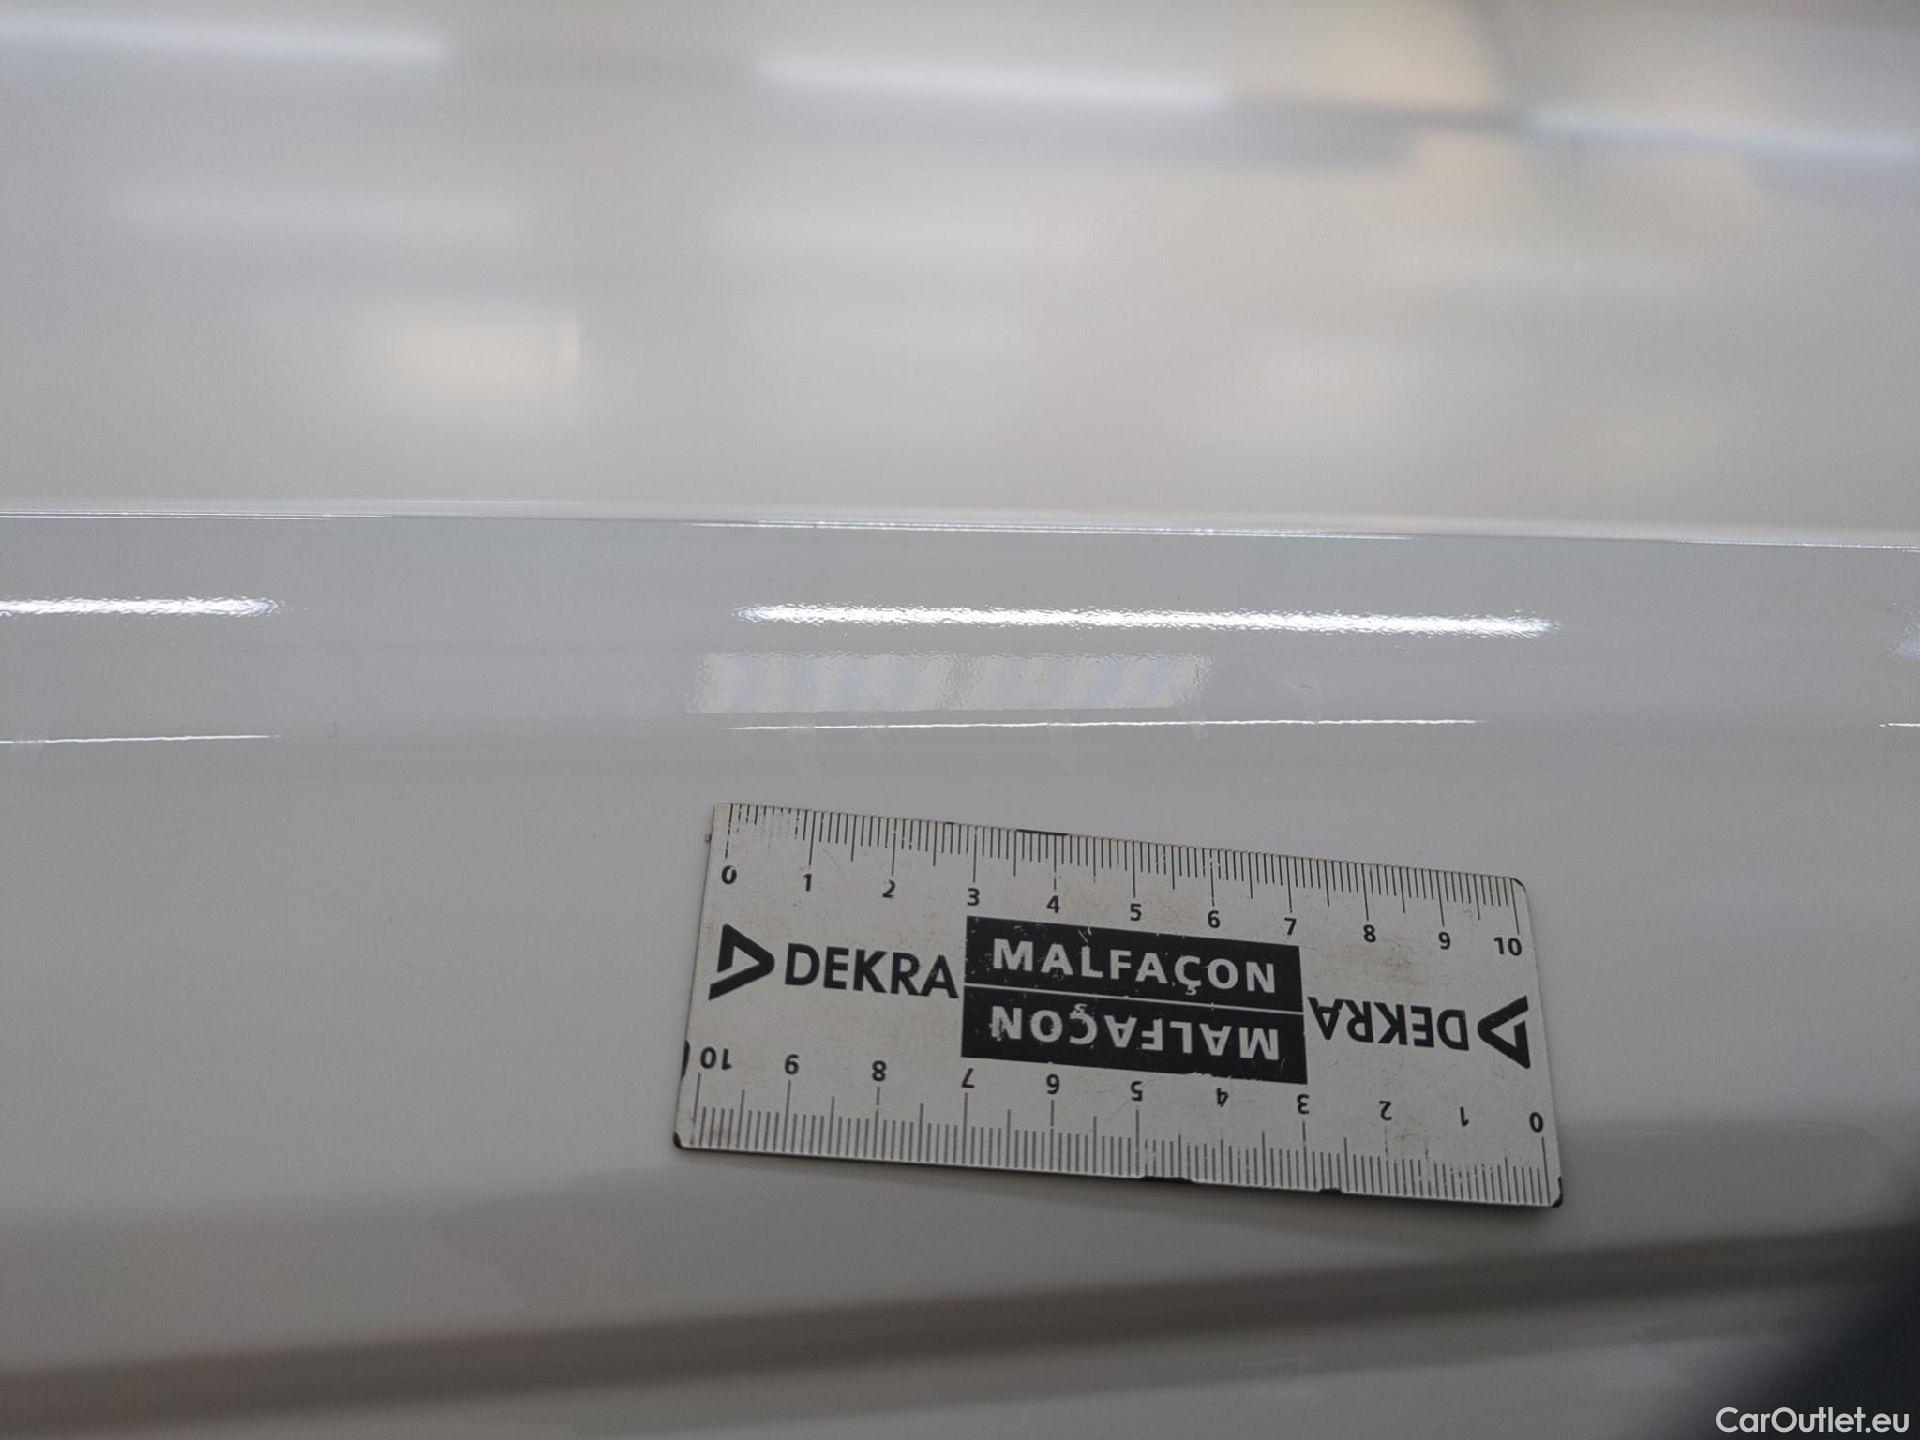 0 1 2 3 4 5 6 7 8 9 10
DEKRA MALFAÇON
MALFAÇON DEKRA
10 9 8 7 6 5 4 3 2 1 0
CarOutlet.eu